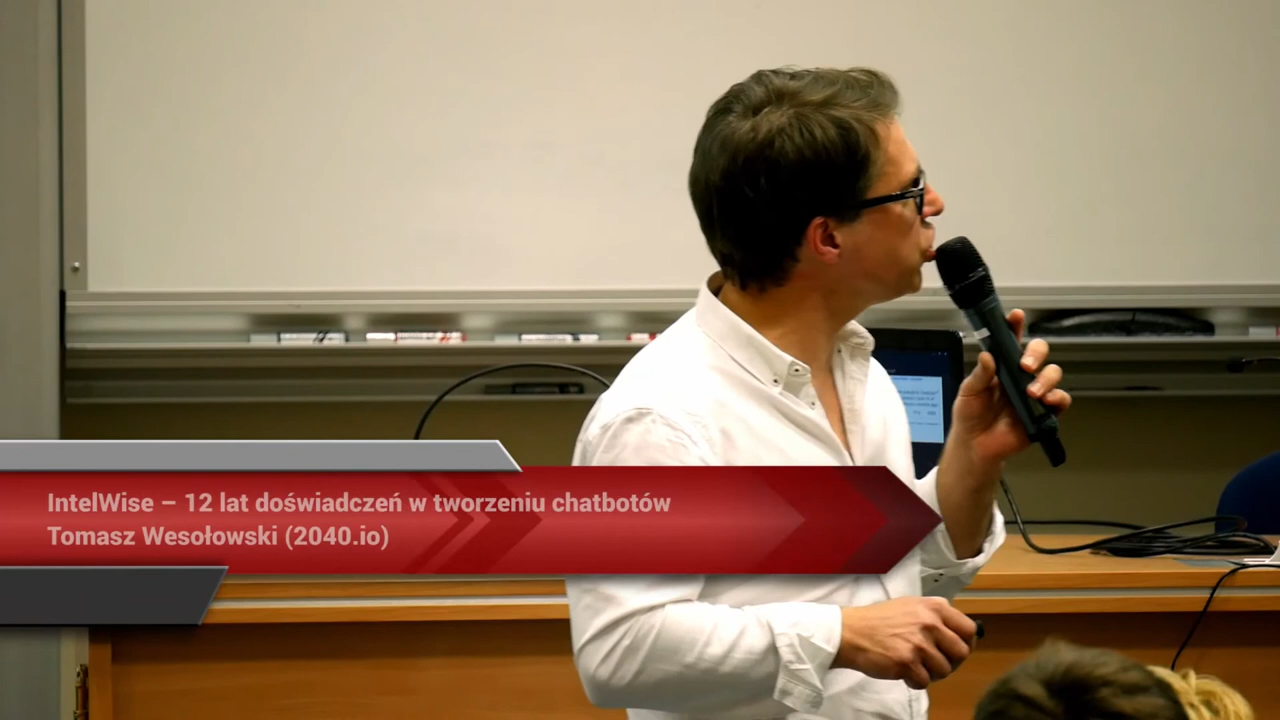 IntelWise – 12 lat doświadczeń w tworzeniu chatbotów
Tomasz Wesołowski (2040.io)